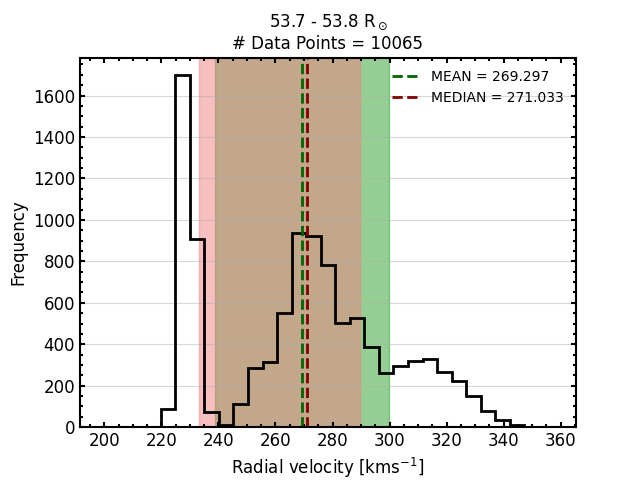 53.7 - 53.8 R⊙
# Data Points = 10065
MEAN = 269.297
MEDIAN = 271.033
Frequency
1600
1400
1200
1000
800
600
400
200
0
200 220 240 260 280 300 320 340 360
Radial velocity [kms⁻¹]